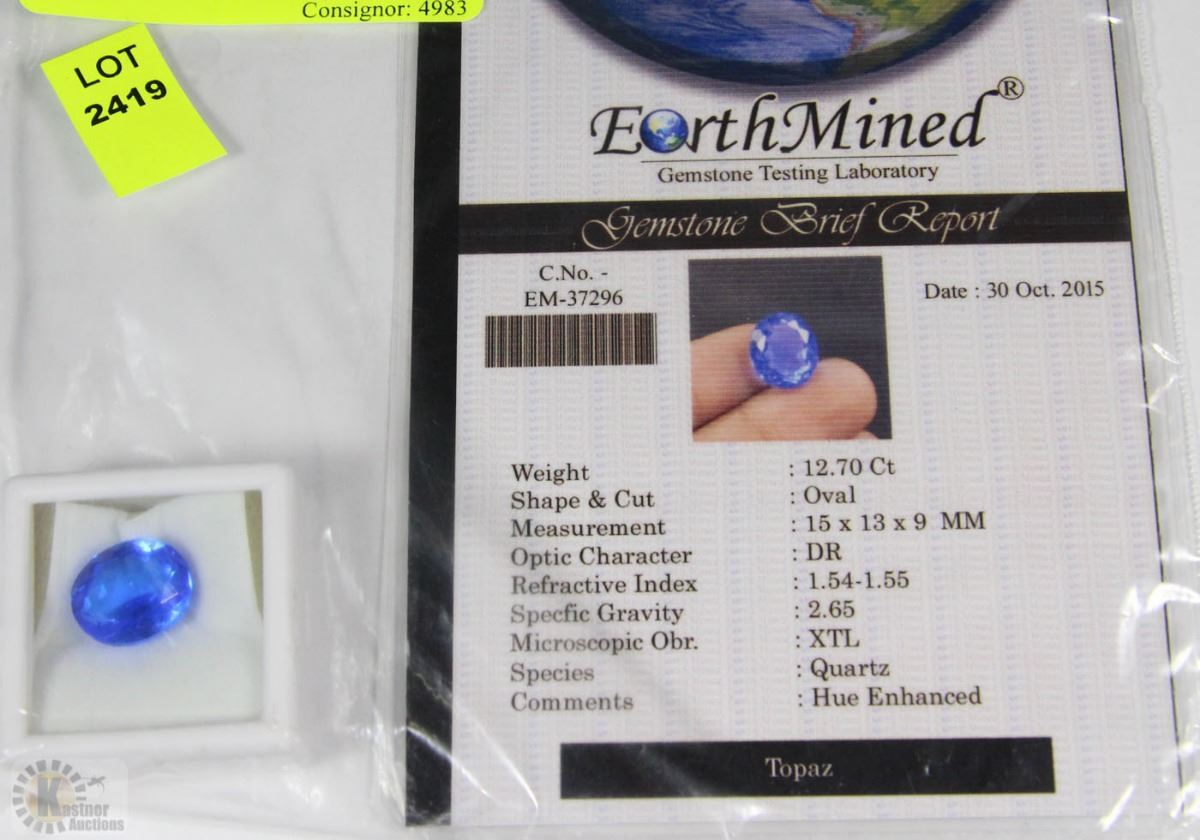 Consignor: 4983
LOT
2419
EarthMined®
Gemstone Testing Laboratory
Gemstone Brief Report
C.No. -
EM-37296
Date : 30 Oct. 2015
Weight : 12.70 Ct
Shape & Cut : Oval
Measurement : 15 x 13 x 9 MM
Optic Character : DR
Refractive Index : 1.54-1.55
Specfic Gravity : 2.65
Microscopic Obr. : XTL
Species : Quartz
Comments : Hue Enhanced
Topaz
Kastner
Auctions